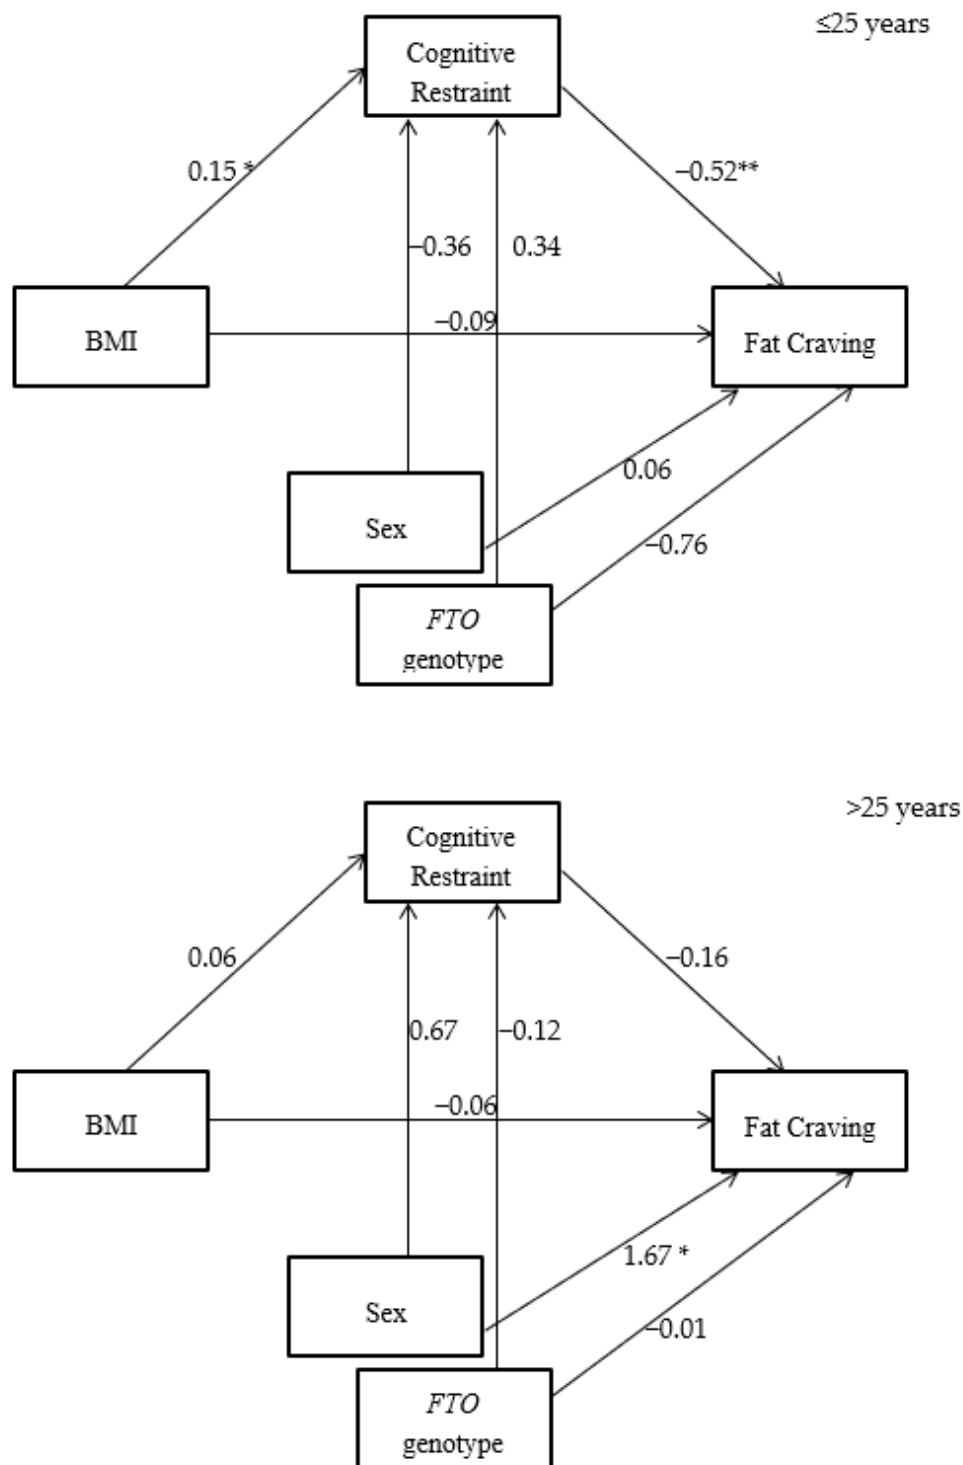 ≤25 years
Cognitive
Restraint
0.15 *
−0.52**
−0.36
0.34
BMI
−0.09
Fat Craving
Sex
0.06
−0.76
FTO
genotype
>25 years
Cognitive
Restraint
0.06
−0.16
0.67
−0.12
BMI
−0.06
Fat Craving
Sex
1.67 *
−0.01
FTO
genotype